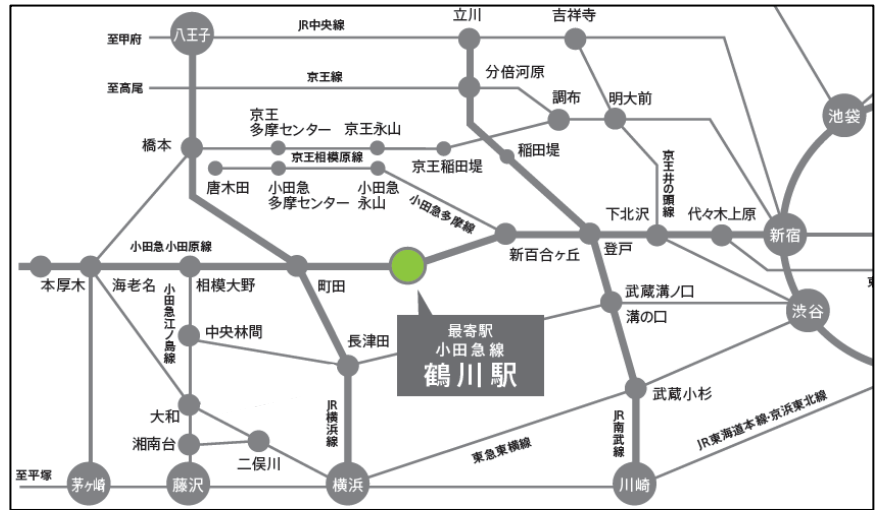 立川
吉祥寺
八王子
至甲府
JR中央線
京王線
至高尾
分倍河原
調布
明大前
池袋
橋本
京王
多摩センター
京王永山
京王相模原線
京王稲田堤
稲田堤
唐木田
小田急
多摩センター
小田急
永山
小田急多摩線
京王井の頭線
下北沢
代々木上原
新宿
小田急小田原線
新百合ヶ丘
登戸
本厚木
海老名
相模大野
町田
武蔵溝ノ口
溝の口
渋谷
小田急江ノ島線
中央林間
長津田
最寄駅
小田急線
鶴川駅
大和
武蔵小杉
湘南台
二俣川
JR横浜線
東急東横線
JR南武線
JR東海道本線・京浜東北線
至平塚
茅ヶ崎
藤沢
横浜
川崎